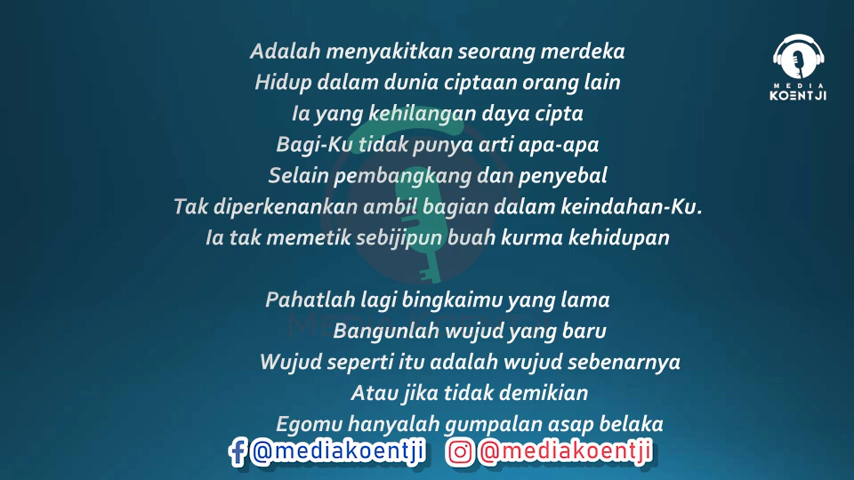 Adalah menyakitkan seorang merdeka
Hidup dalam dunia ciptaan orang lain
Ia yang kehilangan daya cipta
Bagi-Ku tidak punya arti apa-apa
Selain pembangkang dan penyebal
Tak diperkenankan ambil bagian dalam keindahan-Ku.
Ia tak memetik sebijipun buah kurma kehidupan
Pahatlah lagi bingkaimu yang lama
Bangunlah wujud yang baru
Wujud seperti itu adalah wujud sebenarnya
Atau jika tidak demikian
Egomu hanyalah gumpalan asap belaka
@mediakoentji @mediakoentji
MEDIA
KOENTJI